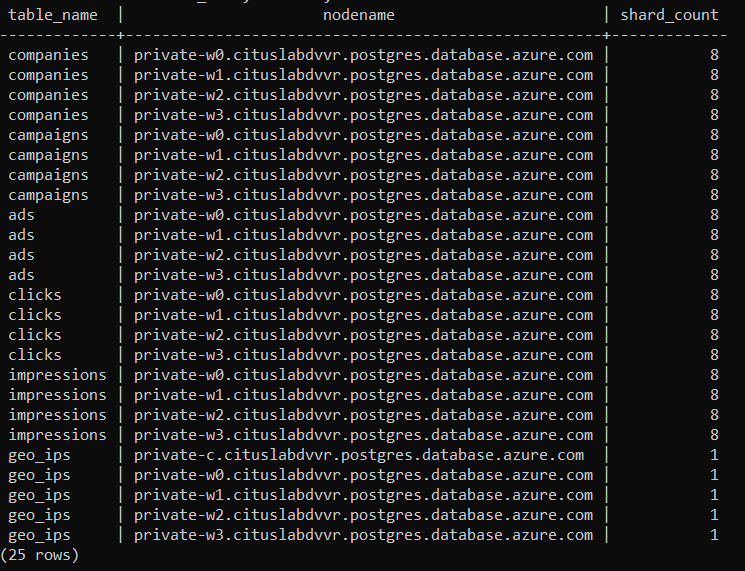 table_name | nodename | shard_count
-------------+------------------------------------------------------+-------------
companies | private-w0.cituslabdvvr.postgres.database.azure.com | 8
companies | private-w1.cituslabdvvr.postgres.database.azure.com | 8
companies | private-w2.cituslabdvvr.postgres.database.azure.com | 8
companies | private-w3.cituslabdvvr.postgres.database.azure.com | 8
campaigns | private-w0.cituslabdvvr.postgres.database.azure.com | 8
campaigns | private-w1.cituslabdvvr.postgres.database.azure.com | 8
campaigns | private-w2.cituslabdvvr.postgres.database.azure.com | 8
campaigns | private-w3.cituslabdvvr.postgres.database.azure.com | 8
ads | private-w0.cituslabdvvr.postgres.database.azure.com | 8
ads | private-w1.cituslabdvvr.postgres.database.azure.com | 8
ads | private-w2.cituslabdvvr.postgres.database.azure.com | 8
ads | private-w3.cituslabdvvr.postgres.database.azure.com | 8
clicks | private-w0.cituslabdvvr.postgres.database.azure.com | 8
clicks | private-w1.cituslabdvvr.postgres.database.azure.com | 8
clicks | private-w2.cituslabdvvr.postgres.database.azure.com | 8
clicks | private-w3.cituslabdvvr.postgres.database.azure.com | 8
impressions | private-w0.cituslabdvvr.postgres.database.azure.com | 8
impressions | private-w1.cituslabdvvr.postgres.database.azure.com | 8
impressions | private-w2.cituslabdvvr.postgres.database.azure.com | 8
impressions | private-w3.cituslabdvvr.postgres.database.azure.com | 8
geo_ips | private-c.cituslabdvvr.postgres.database.azure.com | 1
geo_ips | private-w0.cituslabdvvr.postgres.database.azure.com | 1
geo_ips | private-w1.cituslabdvvr.postgres.database.azure.com | 1
geo_ips | private-w2.cituslabdvvr.postgres.database.azure.com | 1
geo_ips | private-w3.cituslabdvvr.postgres.database.azure.com | 1
(25 rows)